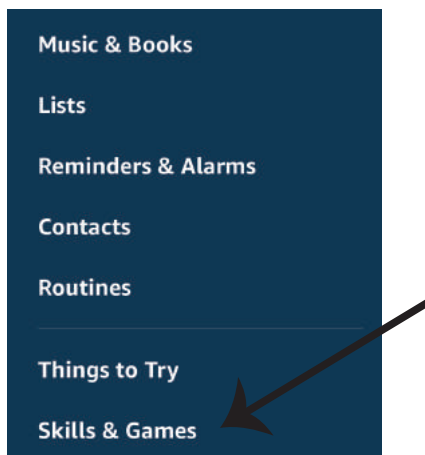 Music & Books
Lists
Reminders & Alarms
Contacts
Routines
Things to Try
Skills & Games